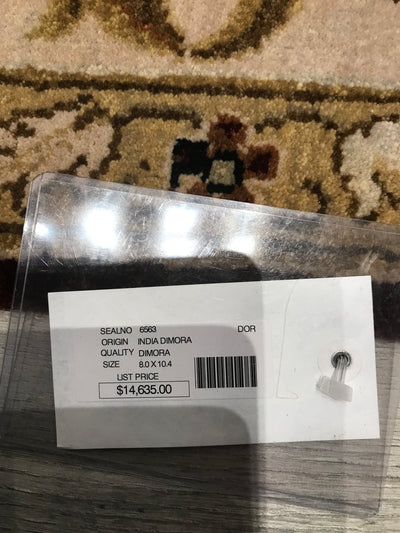 SEALNO 6563 DOR
ORIGIN INDIA DIMORA
QUALITY DIMORA
SIZE 8.0 X 10.4
LIST PRICE
$14,635.00